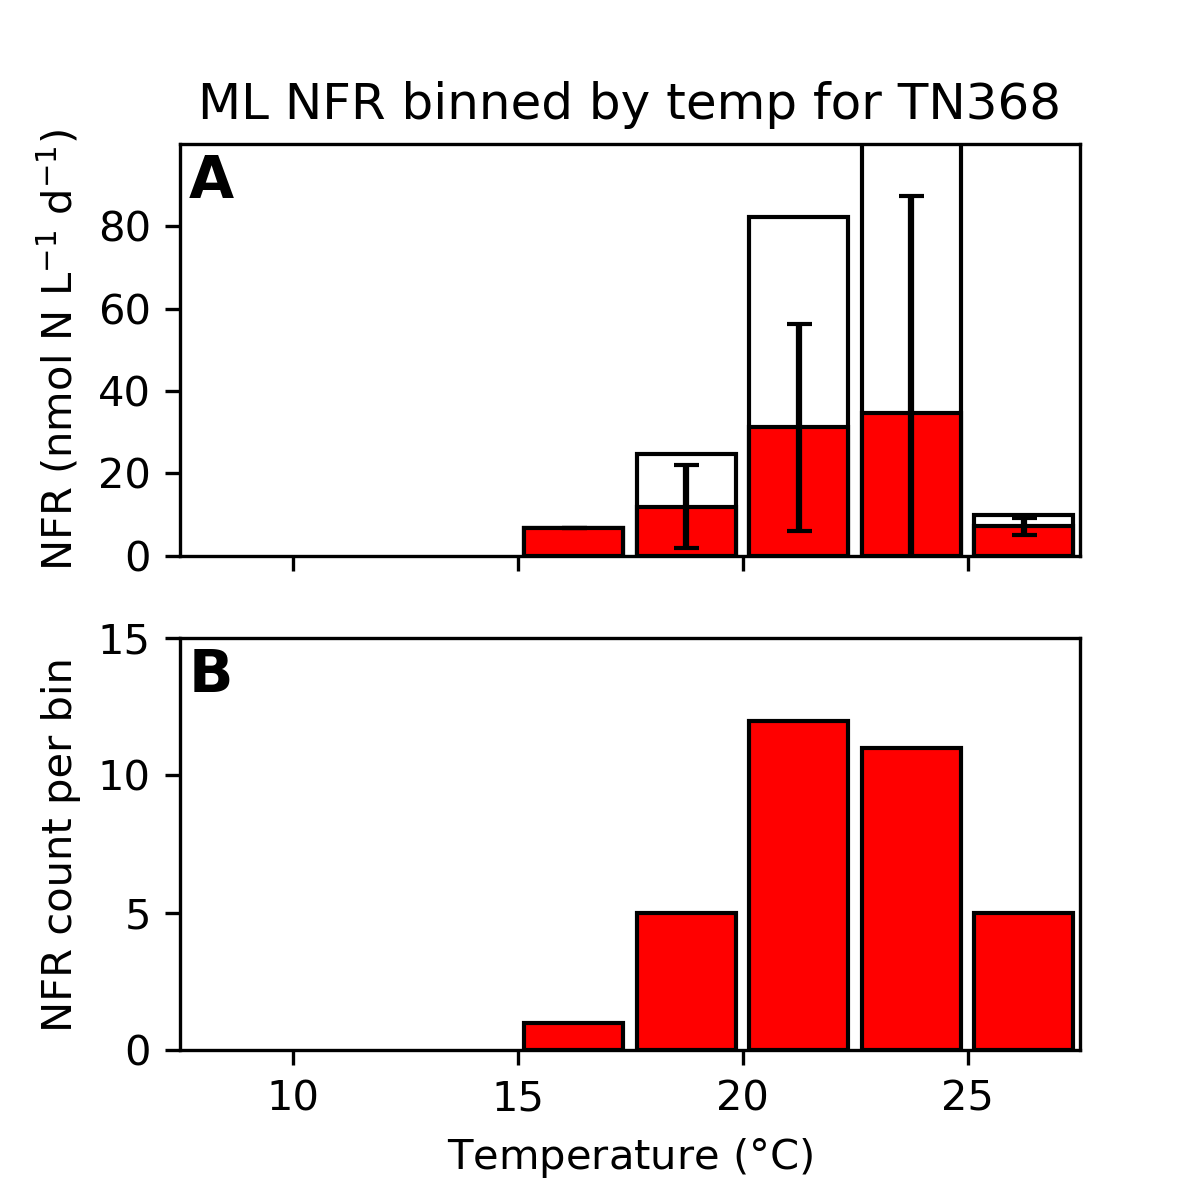 ML NFR binned by temp for TN368
A
NFR (nmol N L⁻¹ d⁻¹)
80
60
40
20
0
B
NFR count per bin
15
10
5
0
10 15 20 25
Temperature (°C)